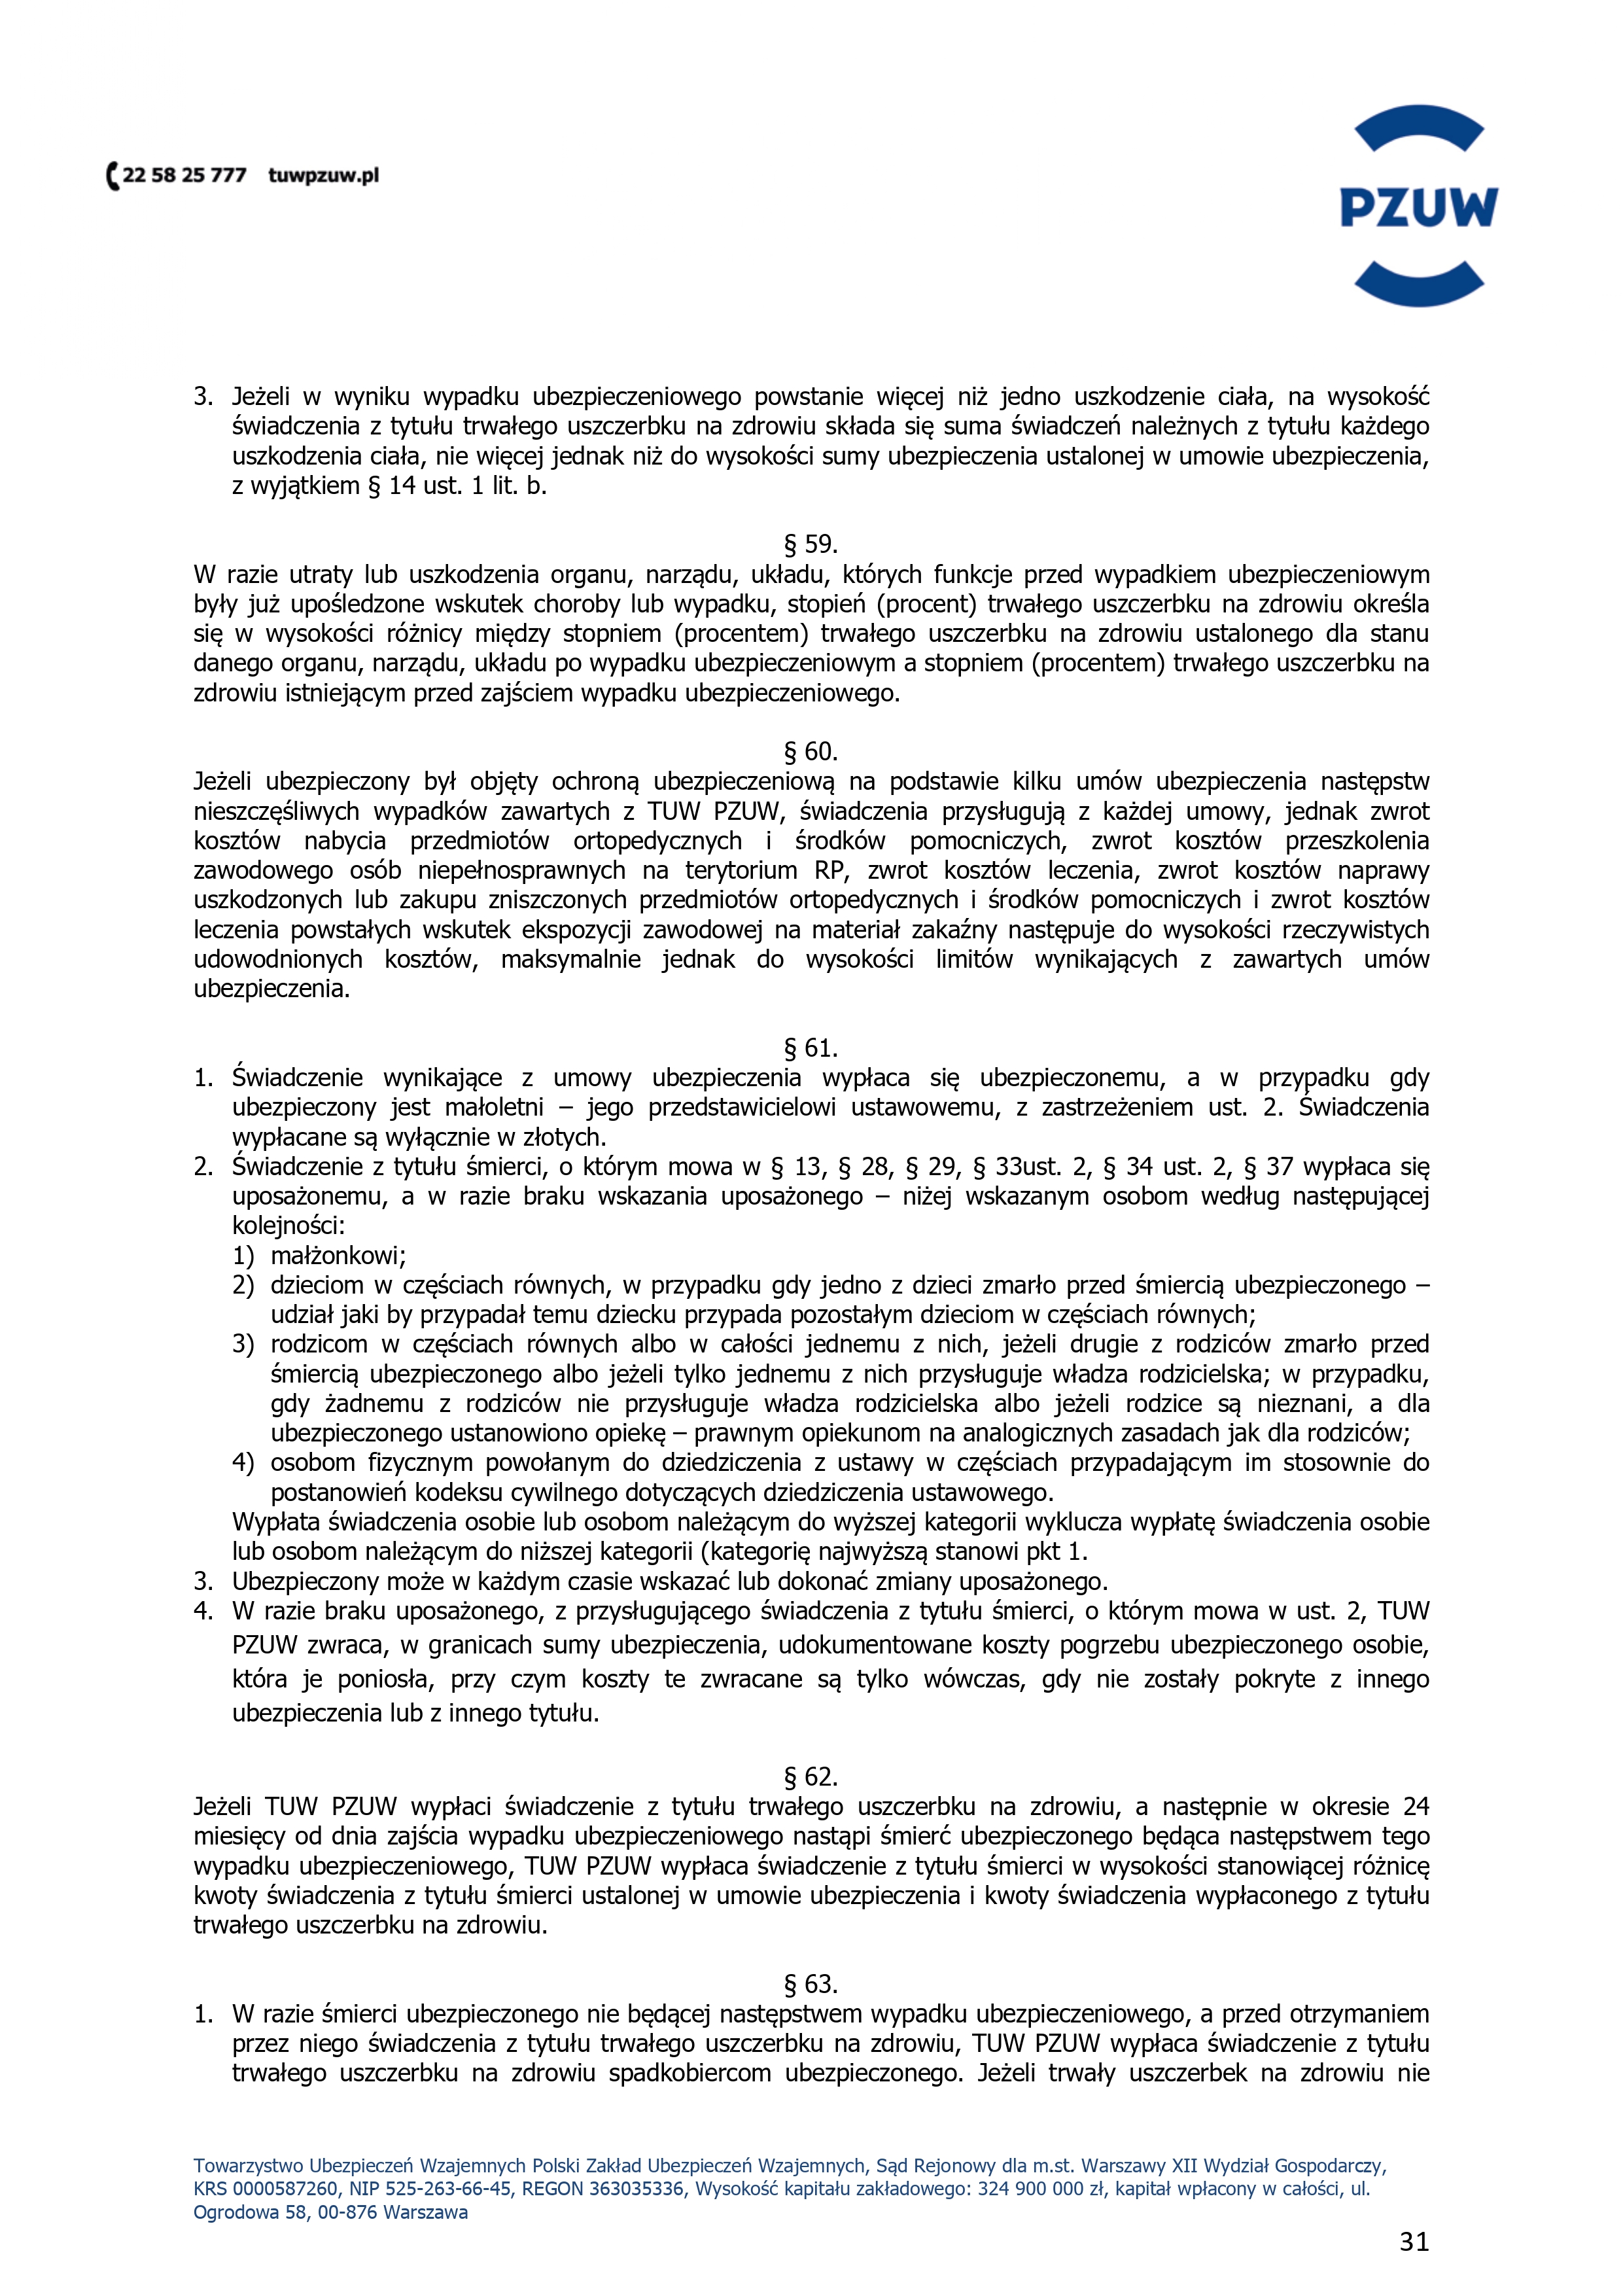 22 58 25 777 tuwpzuw.pl
PZUW
3. Jeżeli w wyniku wypadku ubezpieczeniowego powstanie więcej niż jedno uszkodzenie ciała, na wysokość
świadczenia z tytułu trwałego uszczerbku na zdrowiu składa się suma świadczeń należnych z tytułu każdego
uszkodzenia ciała, nie więcej jednak niż do wysokości sumy ubezpieczenia ustalonej w umowie ubezpieczenia,
z wyjątkiem § 14 ust. 1 lit. b.
§ 59.
W razie utraty lub uszkodzenia organu, narządu, układu, których funkcje przed wypadkiem ubezpieczeniowym
były już upośledzone wskutek choroby lub wypadku, stopień (procent) trwałego uszczerbku na zdrowiu określa
się w wysokości różnicy między stopniem (procentem) trwałego uszczerbku na zdrowiu ustalonego dla stanu
danego organu, narządu, układu po wypadku ubezpieczeniowym a stopniem (procentem) trwałego uszczerbku na
zdrowiu istniejącym przed zajściem wypadku ubezpieczeniowego.
§ 60.
Jeżeli ubezpieczony był objęty ochroną ubezpieczeniową na podstawie kilku umów ubezpieczenia następstw
nieszczęśliwych wypadków zawartych z TUW PZUW, świadczenia przysługują z każdej umowy, jednak zwrot
kosztów nabycia przedmiotów ortopedycznych i środków pomocniczych, zwrot kosztów przeszkolenia
zawodowego osób niepełnosprawnych na terytorium RP, zwrot kosztów leczenia, zwrot kosztów naprawy
uszkodzonych lub zakupu zniszczonych przedmiotów ortopedycznych i środków pomocniczych i zwrot kosztów
leczenia powstałych wskutek ekspozycji zawodowej na materiał zakaźny następuje do wysokości rzeczywistych
udowodnionych kosztów, maksymalnie jednak do wysokości limitów wynikających z zawartych umów
ubezpieczenia.
§ 61.
1. Świadczenie wynikające z umowy ubezpieczenia wypłaca się ubezpieczonemu, a w przypadku gdy
ubezpieczony jest małoletni – jego przedstawicielowi ustawowemu, z zastrzeżeniem ust. 2. Świadczenia
wypłacane są wyłącznie w złotych.
2. Świadczenie z tytułu śmierci, o którym mowa w § 13, § 28, § 29, § 33ust. 2, § 34 ust. 2, § 37 wypłaca się
uposażonemu, a w razie braku wskazania uposażonego – niżej wskazanym osobom według następującej
kolejności:
1) małżonkowi;
2) dzieciom w częściach równych, w przypadku gdy jedno z dzieci zmarło przed śmiercią ubezpieczonego –
udział jaki by przypadał temu dziecku przypada pozostałym dzieciom w częściach równych;
3) rodzicom w częściach równych albo w całości jednemu z nich, jeżeli drugie z rodziców zmarło przed
śmiercią ubezpieczonego albo jeżeli tylko jednemu z nich przysługuje władza rodzicielska; w przypadku,
gdy żadnemu z rodziców nie przysługuje władza rodzicielska albo jeżeli rodzice są nieznani, a dla
ubezpieczonego ustanowiono opiekę – prawnym opiekunom na analogicznych zasadach jak dla rodziców;
4) osobom fizycznym powołanym do dziedziczenia z ustawy w częściach przypadającym im stosownie do
postanowień kodeksu cywilnego dotyczących dziedziczenia ustawowego.
Wypłata świadczenia osobie lub osobom należącym do wyższej kategorii wyklucza wypłatę świadczenia osobie
lub osobom należącym do niższej kategorii (kategorię najwyższą stanowi pkt 1.
3. Ubezpieczony może w każdym czasie wskazać lub dokonać zmiany uposażonego.
4. W razie braku uposażonego, z przysługującego świadczenia z tytułu śmierci, o którym mowa w ust. 2, TUW
PZUW zwraca, w granicach sumy ubezpieczenia, udokumentowane koszty pogrzebu ubezpieczonego osobie,
która je poniosła, przy czym koszty te zwracane są tylko wówczas, gdy nie zostały pokryte z innego
ubezpieczenia lub z innego tytułu.
§ 62.
Jeżeli TUW PZUW wypłaci świadczenie z tytułu trwałego uszczerbku na zdrowiu, a następnie w okresie 24
miesięcy od dnia zajścia wypadku ubezpieczeniowego nastąpi śmierć ubezpieczonego będąca następstwem tego
wypadku ubezpieczeniowego, TUW PZUW wypłaca świadczenie z tytułu śmierci w wysokości stanowiącej różnicę
kwoty świadczenia z tytułu śmierci ustalonej w umowie ubezpieczenia i kwoty świadczenia wypłaconego z tytułu
trwałego uszczerbku na zdrowiu.
§ 63.
1. W razie śmierci ubezpieczonego nie będącej następstwem wypadku ubezpieczeniowego, a przed otrzymaniem
przez niego świadczenia z tytułu trwałego uszczerbku na zdrowiu, TUW PZUW wypłaca świadczenie z tytułu
trwałego uszczerbku na zdrowiu spadkobiercom ubezpieczonego. Jeżeli trwały uszczerbek na zdrowiu nie
Towarzystwo Ubezpieczeń Wzajemnych Polski Zakład Ubezpieczeń Wzajemnych, Sąd Rejonowy dla m.st. Warszawy XII Wydział Gospodarczy,
KRS 0000587260, NIP 525-263-66-45, REGON 363035336, Wysokość kapitału zakładowego: 324 900 000 zł, kapitał wpłacony w całości, ul.
Ogrodowa 58, 00-876 Warszawa
31